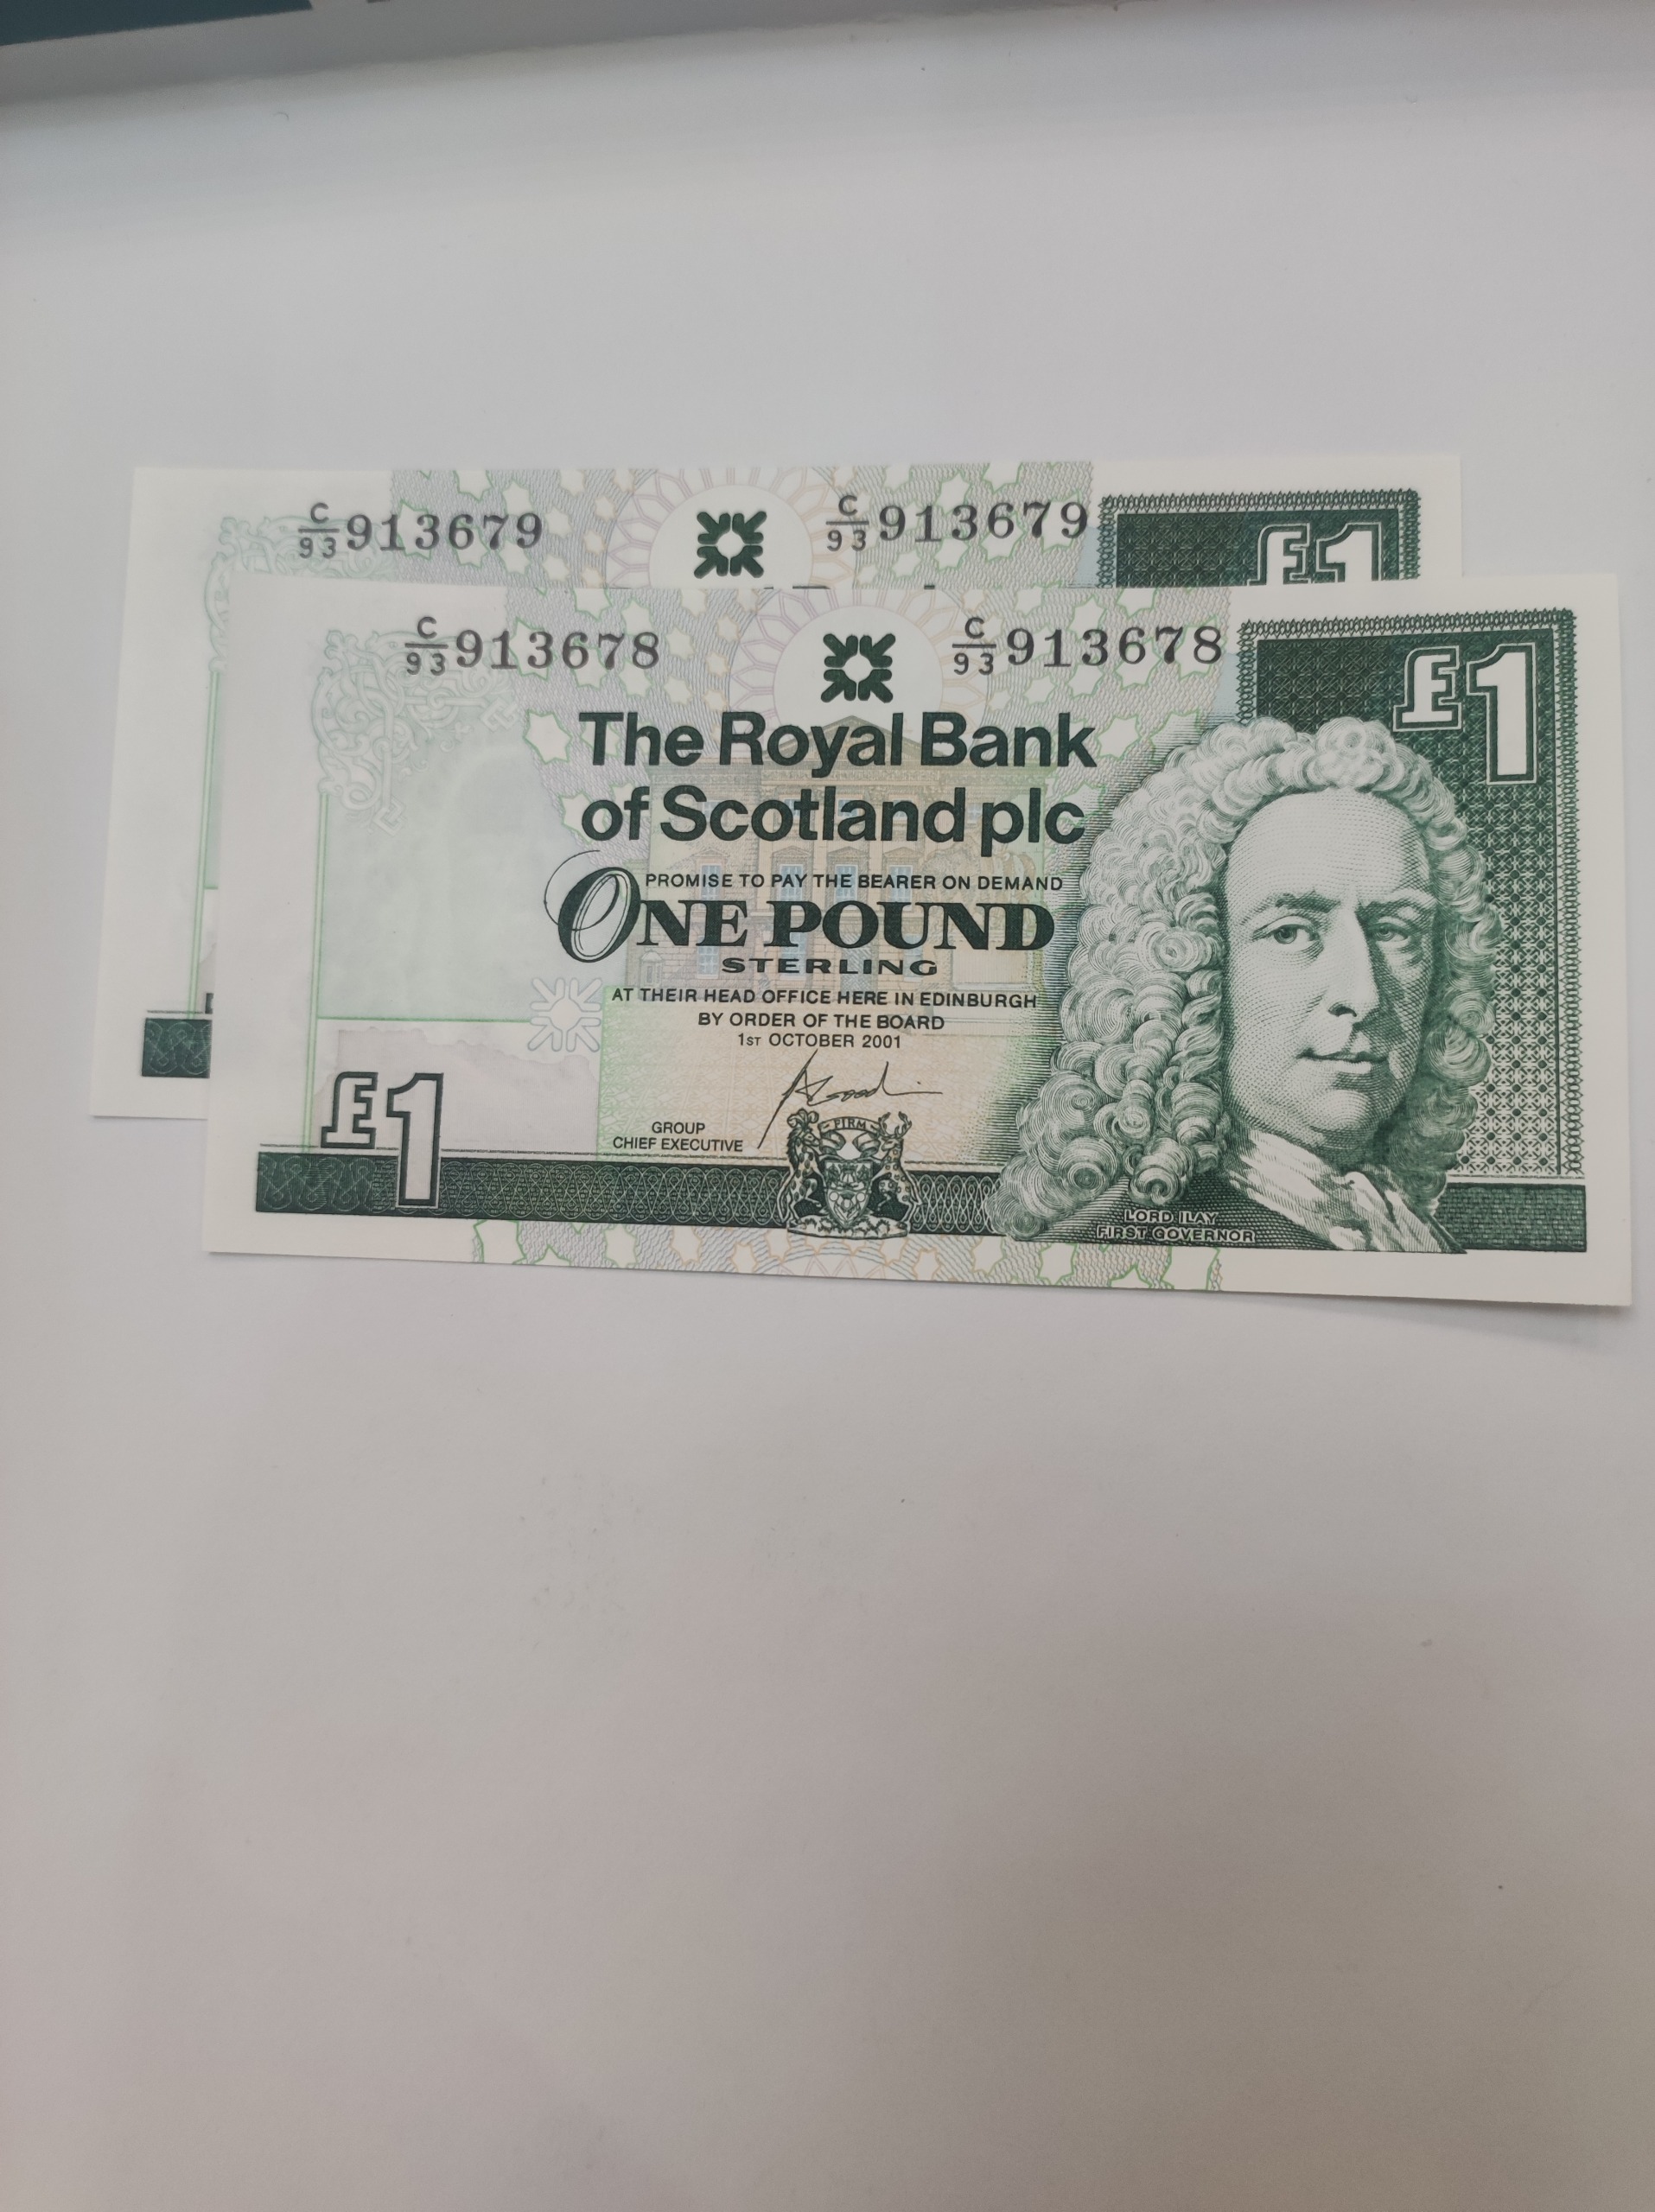 C/93 913679 C/93 913679
£1
C/93 913678 C/93 913678
£1
The Royal Bank
of Scotland plc
PROMISE TO PAY THE BEARER ON DEMAND
ONE POUND
STERLING
AT THEIR HEAD OFFICE HERE IN EDINBURGH
BY ORDER OF THE BOARD
1ST OCTOBER 2001
GROUP
CHIEF EXECUTIVE
£1
FIRM
LORD ILAY
FIRST GOVERNOR